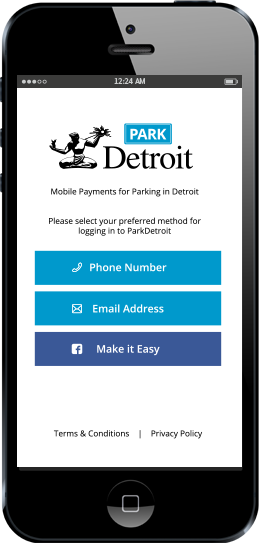 12:24 AM
PARK
Detroit
Mobile Payments for Parking in Detroit
Please select your preferred method for
logging in to ParkDetroit
Phone Number
Email Address
Make it Easy
Terms & Conditions | Privacy Policy